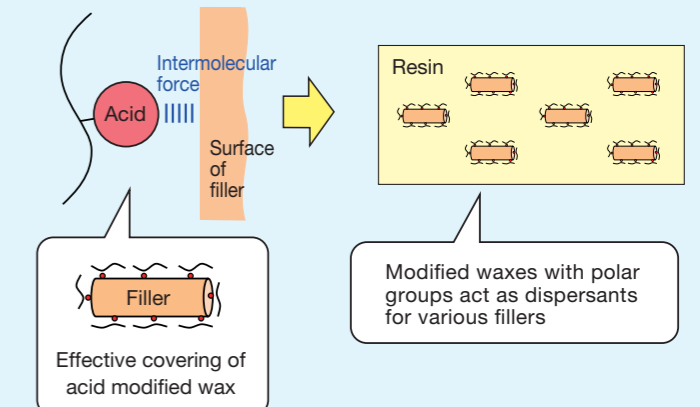 Intermolecular
force
Acid
Surface
of
filler
Resin
Filler
Effective covering of
acid modified wax
Modified waxes with polar
groups act as dispersants
for various fillers